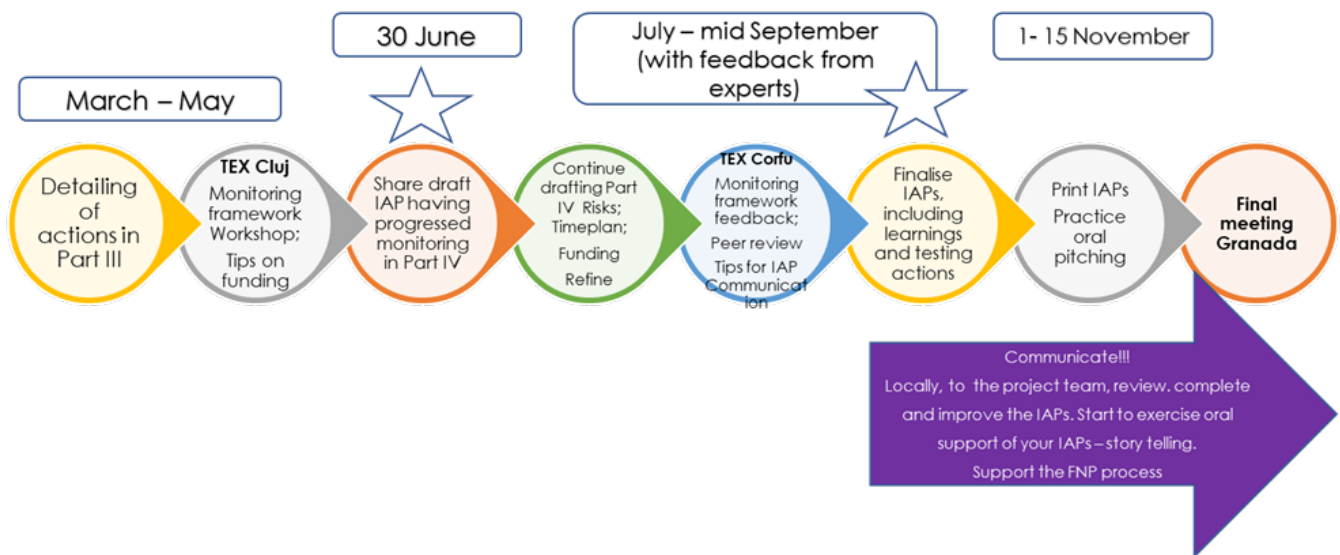 March – May
30 June
July – mid September
(with feedback from
experts)
1- 15 November
Detailing
of
actions in
Part III
TEX Cluj
Monitoring
framework
Workshop;
Tips on
funding
Share draft
IAP having
progressed
monitoring
in Part IV
Continue
drafting Part
IV Risks;
Timeplan;
Funding
Refine
TEX Corfu
Monitoring
framework
feedback;
Peer review
Tips for IAP
Communicat
ion
Finalise
IAPs,
including
learnings
and testing
actions
Print IAPs
Practice
oral
pitching
Final
meeting
Granada
Communicate!!!
Locally, to the project team, review. complete
and improve the IAPs. Start to exercise oral
support of your IAPs – story telling.
Support the FNP process